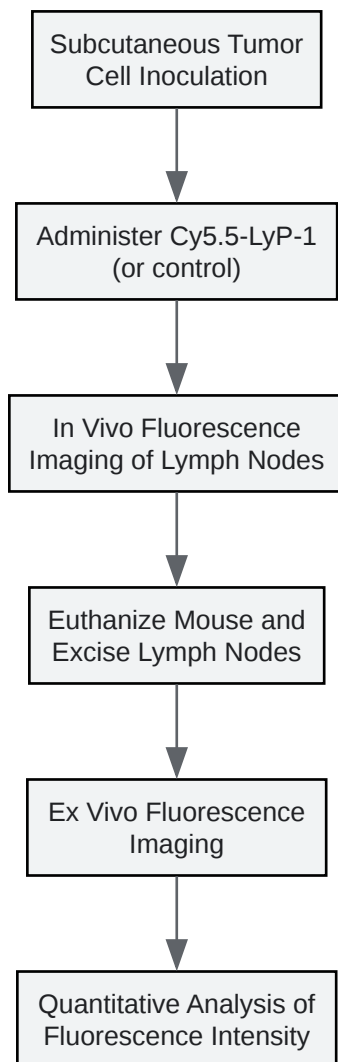 Subcutaneous Tumor
Cell Inoculation
Administer Cy5.5-LyP-1
(or control)
In Vivo Fluorescence
Imaging of Lymph Nodes
Euthanize Mouse and
Excise Lymph Nodes
Ex Vivo Fluorescence
Imaging
Quantitative Analysis of
Fluorescence Intensity